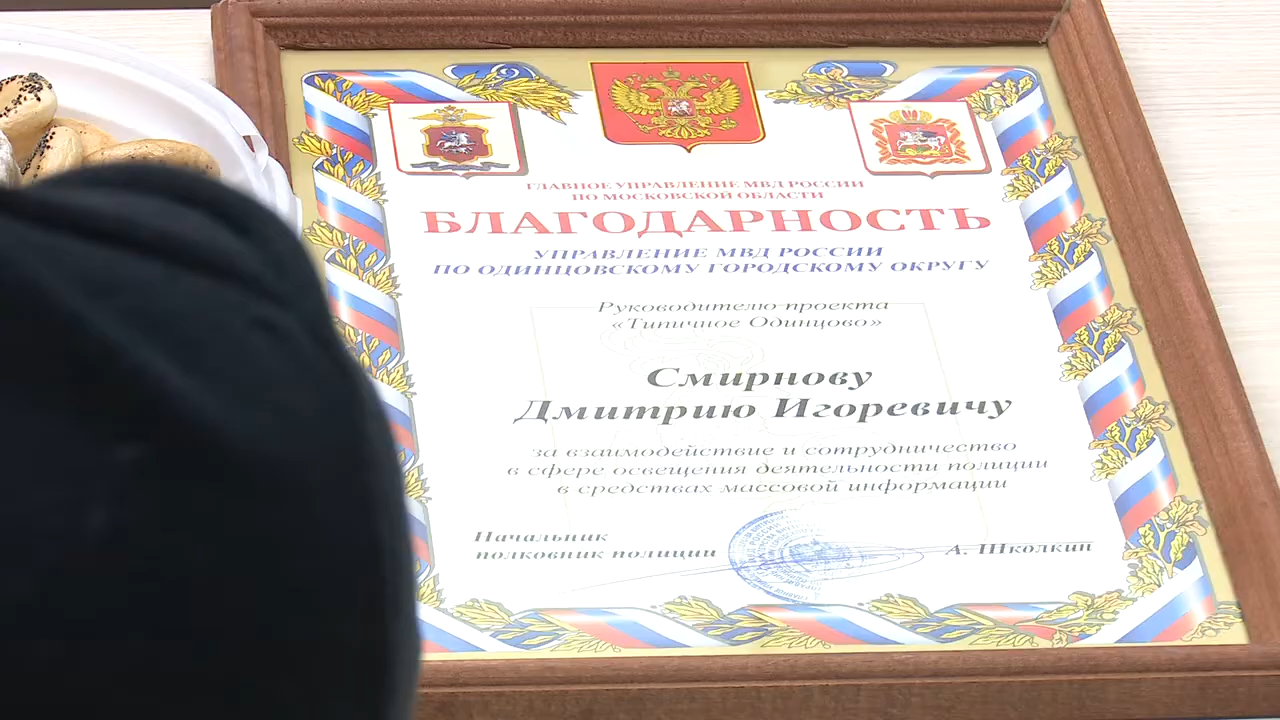 ГЛАВНОЕ УПРАВЛЕНИЕ МВД РОССИИ
ПО МОСКОВСКОЙ ОБЛАСТИ
БЛАГОДАРНОСТЬ
УПРАВЛЕНИЕ МВД РОССИИ
ПО ОДИНЦОВСКОМУ ГОРОДСКОМУ ОКРУГУ
Руководителю проекта
«Типичное Одинцово»
Смирнову
Дмитрию Игоревичу
за взаимодействие и сотрудничество
в сфере освещения деятельности полиции
в средствах массовой информации
Начальник
полковник полиции
А. Школкин